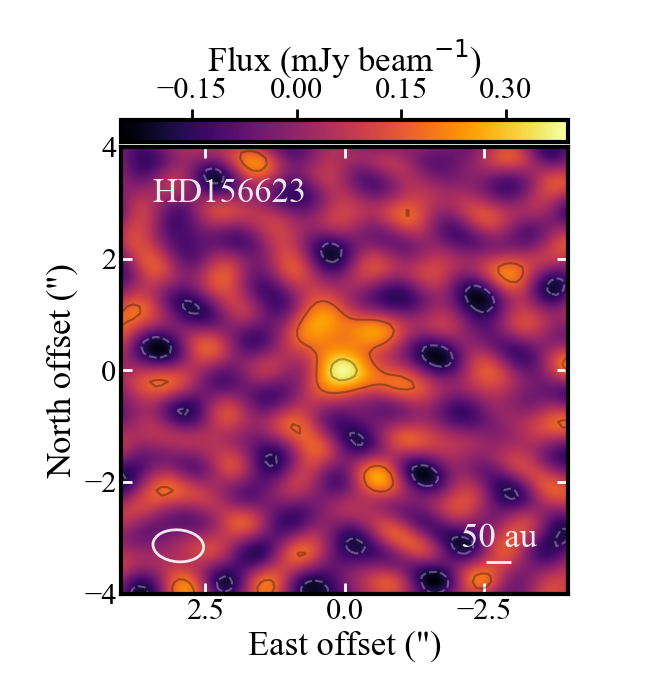 Flux (mJy beam⁻¹)
−0.15 0.00 0.15 0.30
4
HD156623
2
North offset (")
0
−2
50 au
−4
2.5 0.0 −2.5
East offset (")